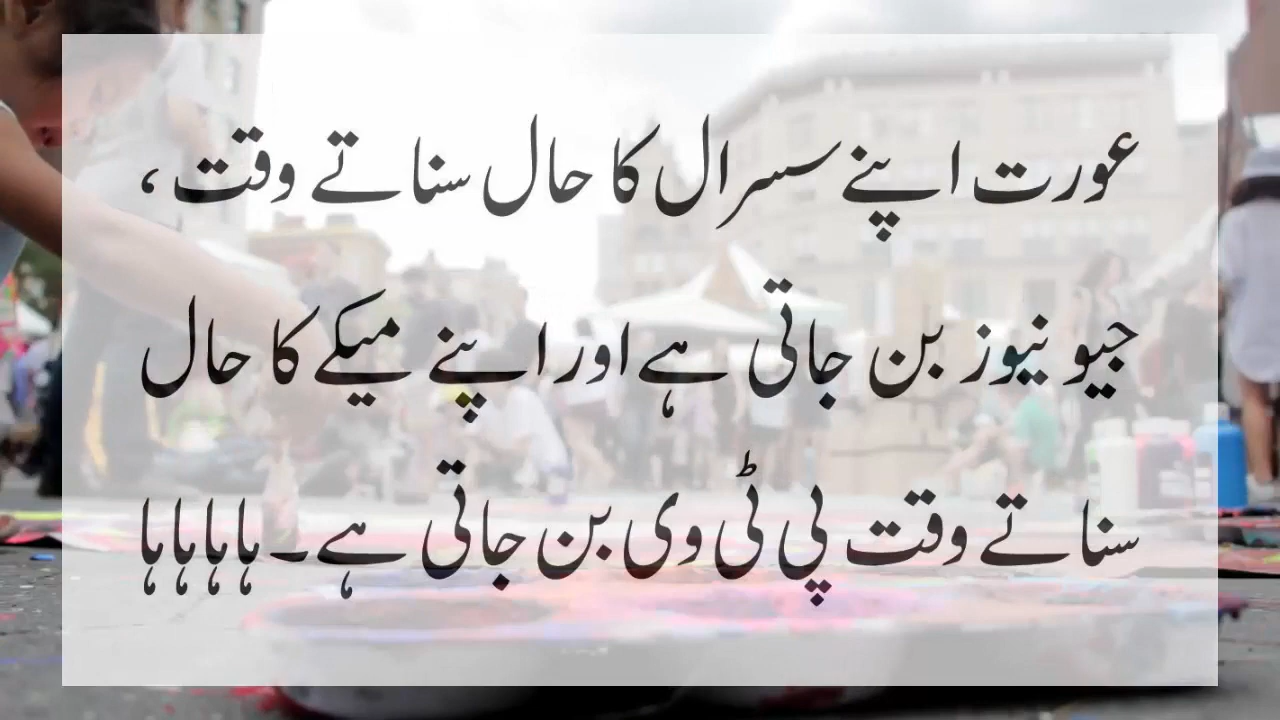 عورت اپنے سسرال کا حال سناتے وقت،
جیو نیوز بن جاتی ہے اور اپنے میکے کا حال
سناتے وقت پی ٹی وی بن جاتی ہے۔ہاہاہاہا